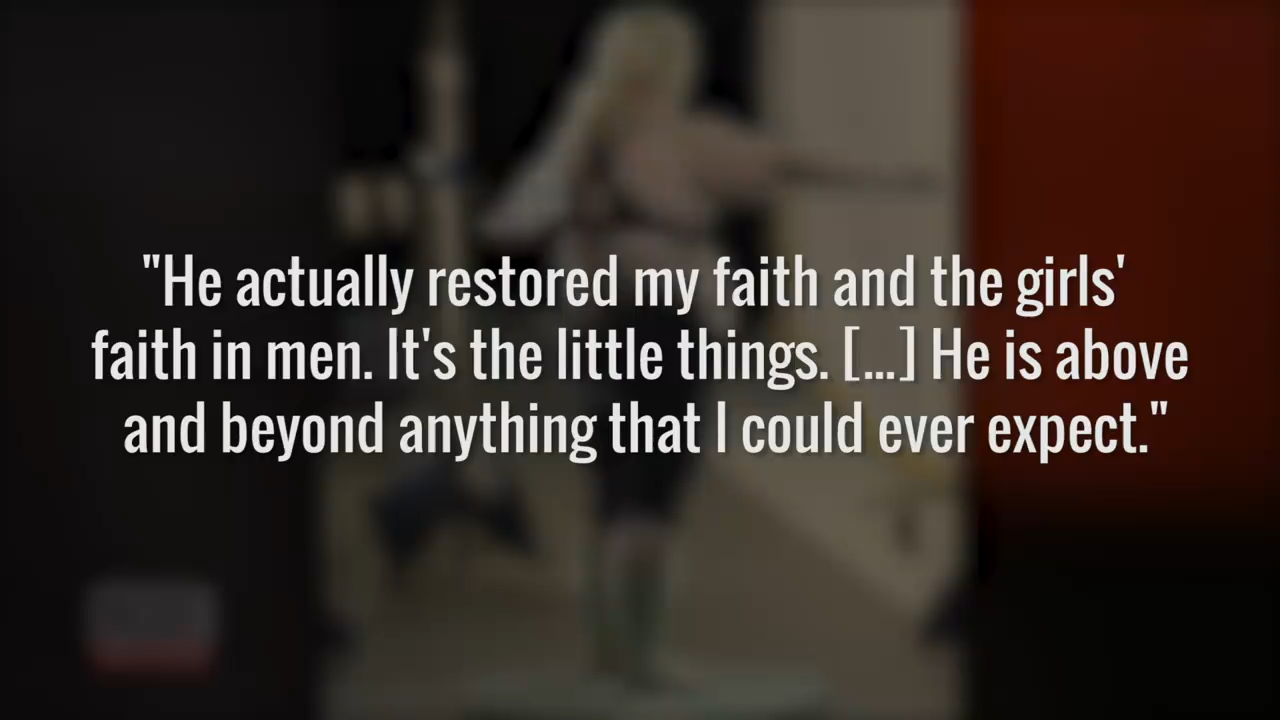 "He actually restored my faith and the girls'
faith in men. It's the little things. [...] He is above
and beyond anything that I could ever expect."